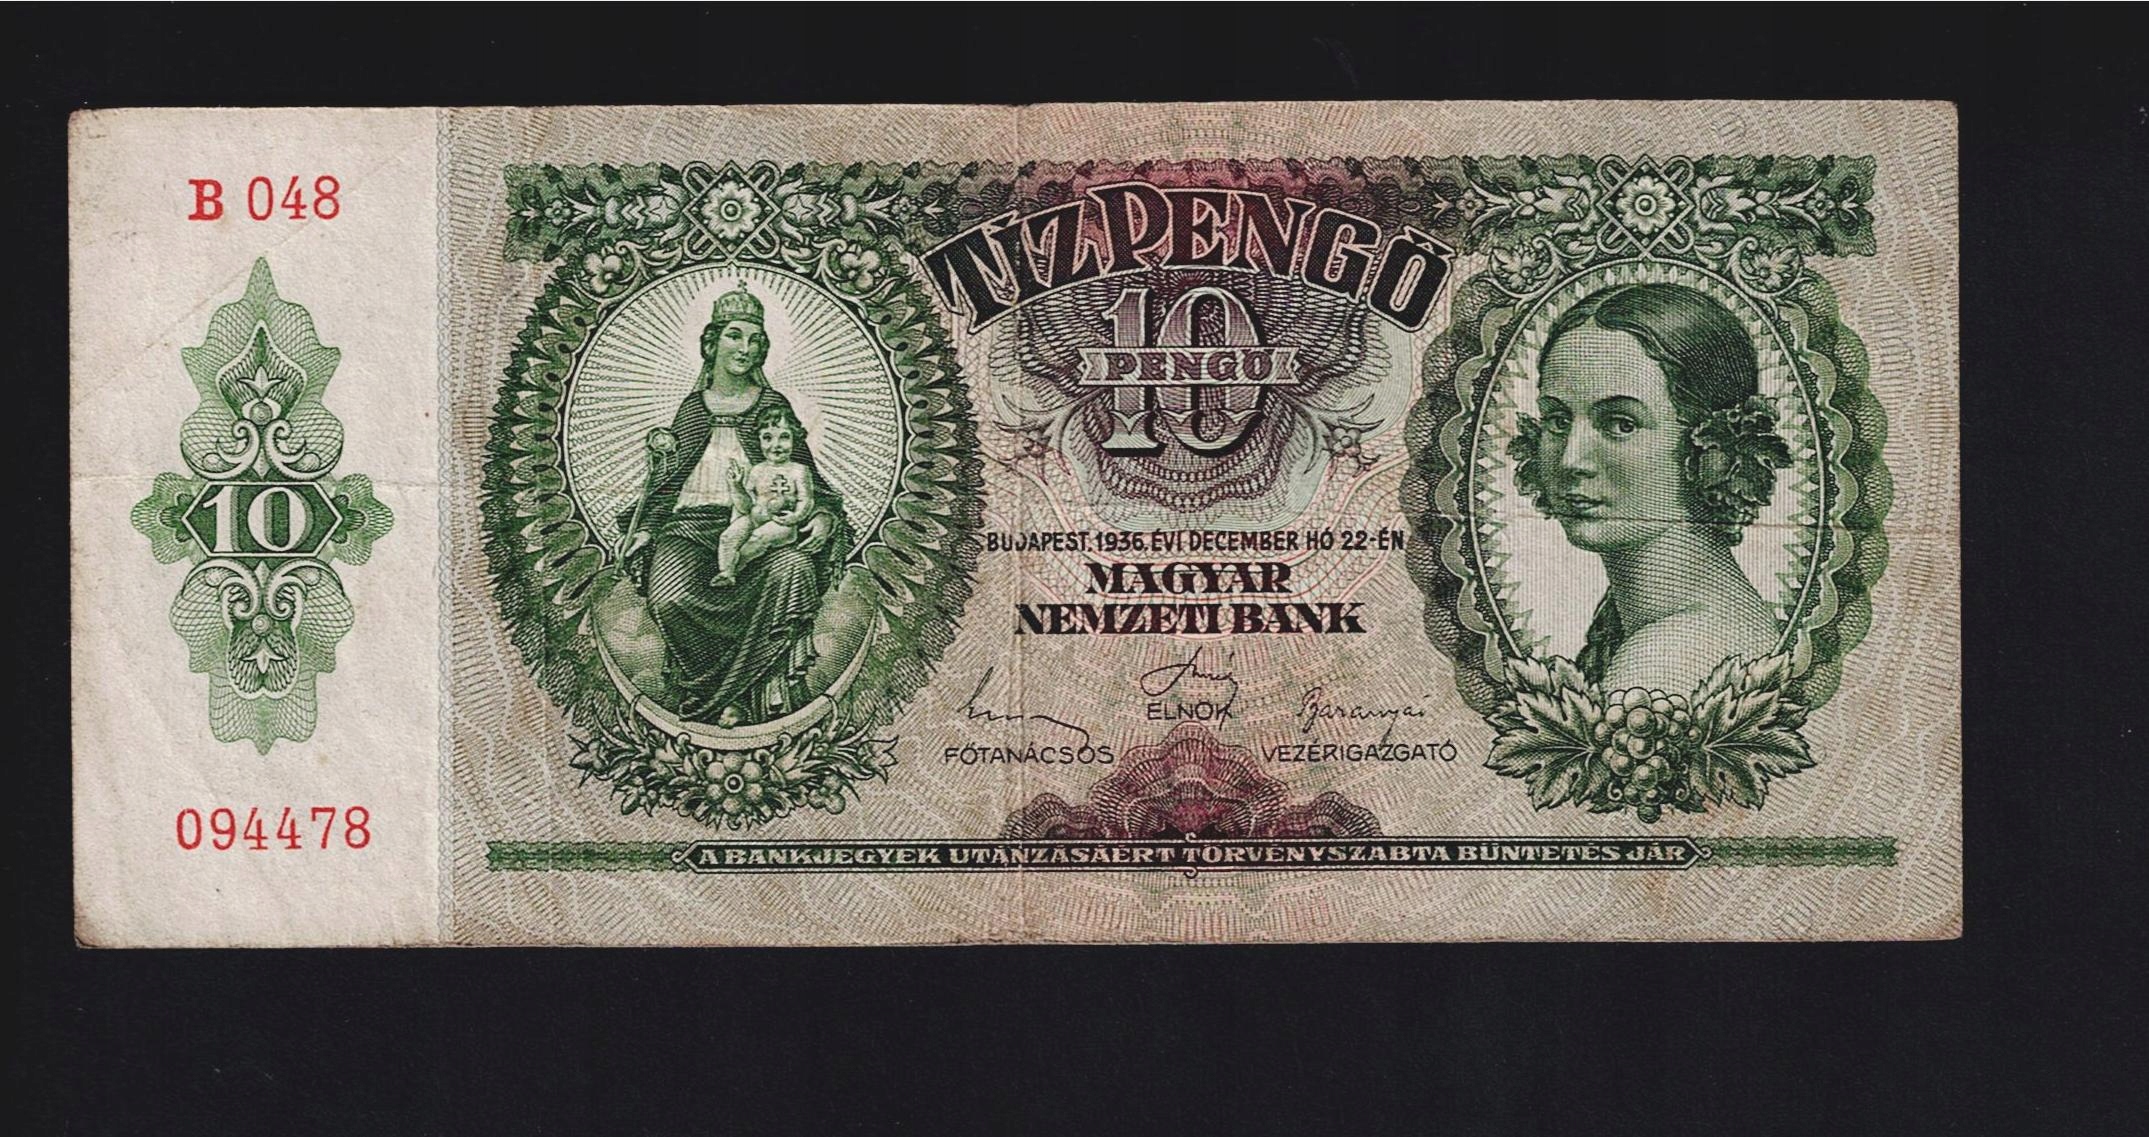 B 048
10
094478
TÍZPENGŐ
10
PENGŐ
BUDAPEST, 1936. ÉVI DECEMBER HÓ 22-ÉN
MAGYAR
NEMZETI BANK
ELNÖK
Baranyai
FŐTANÁCSOS
VEZÉRIGAZGATÓ
A BANKJEGYEK UTÁNZÁSÁÉRT TÖRVÉNYSZABTA BÜNTETÉS JÁR